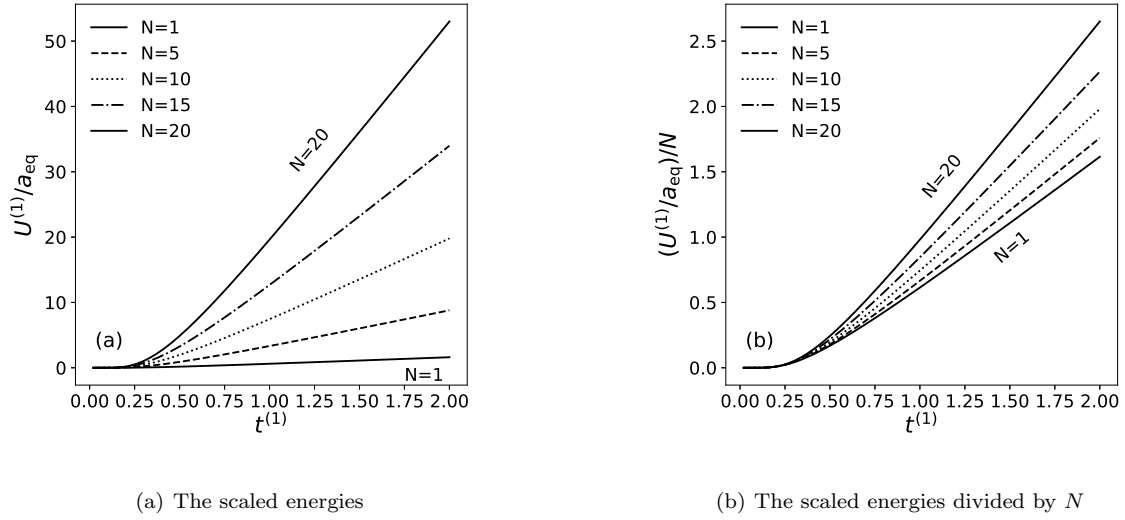 N=1
N=5
N=10
N=15
N=20
N=20
N=1
(a)
50
40
30
20
10
0
0.00 0.25 0.50 0.75 1.00 1.25 1.50 1.75 2.00
t^{(1)}
U^{(1)}/a_{eq}
N=1
N=5
N=10
N=15
N=20
N=20
N=1
(b)
2.5
2.0
1.5
1.0
0.5
0.0
0.00 0.25 0.50 0.75 1.00 1.25 1.50 1.75 2.00
t^{(1)}
(U^{(1)}/a_{eq})/N
(a) The scaled energies
(b) The scaled energies divided by N